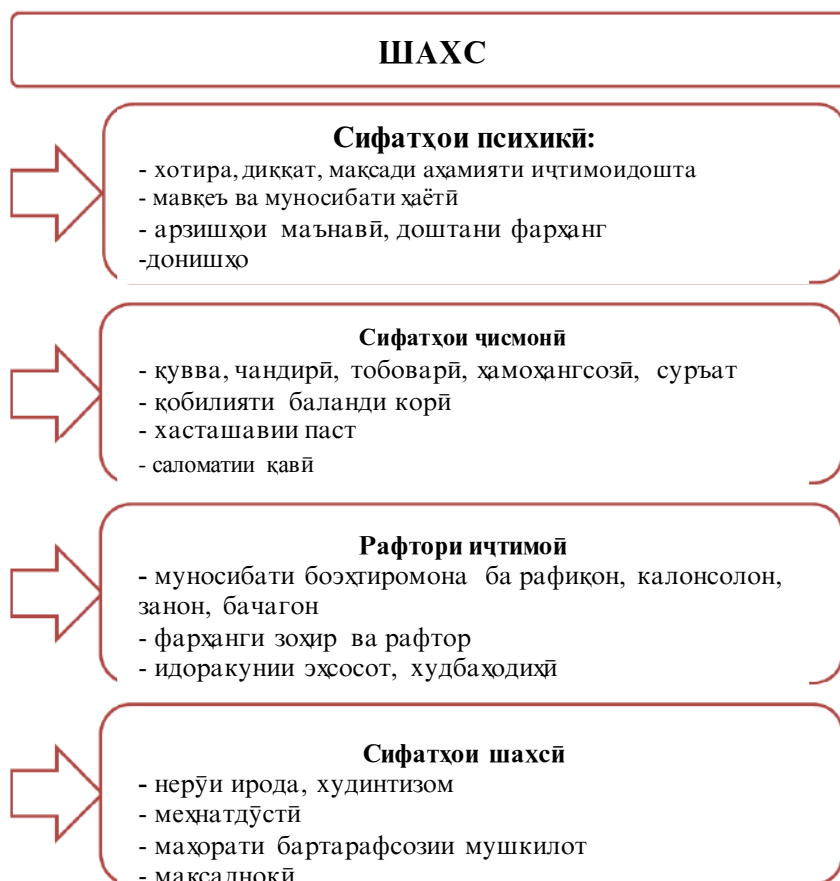 ШАХС
Сифатҳои психикӣ:
- хотира, диққат, мақсади аҳамияти иҷтимоидошта
- мавқеъ ва муносибати ҳаётӣ
- арзишҳои маънавӣ, доштани фарҳанг
-донишҳо
Сифатҳои ҷисмонӣ
- қувва, чандирӣ, тобоварӣ, ҳамоҳангсозӣ, суръат
- қобилияти баланди корӣ
- хасташавии паст
- саломатии қавӣ
Рафтори иҷтимоӣ
- муносибати боэҳтиромона ба рафиқон, калонсолон,
занон, бачагон
- фарҳанги зоҳир ва рафтор
- идоракунии эҳсосот, худбаҳодиҳӣ
Сифатҳои шахсӣ
- нерӯи ирода, худинтизом
- меҳнатдӯстӣ
- маҳорати бартарафсозии мушкилот
- мақсаднокӣ